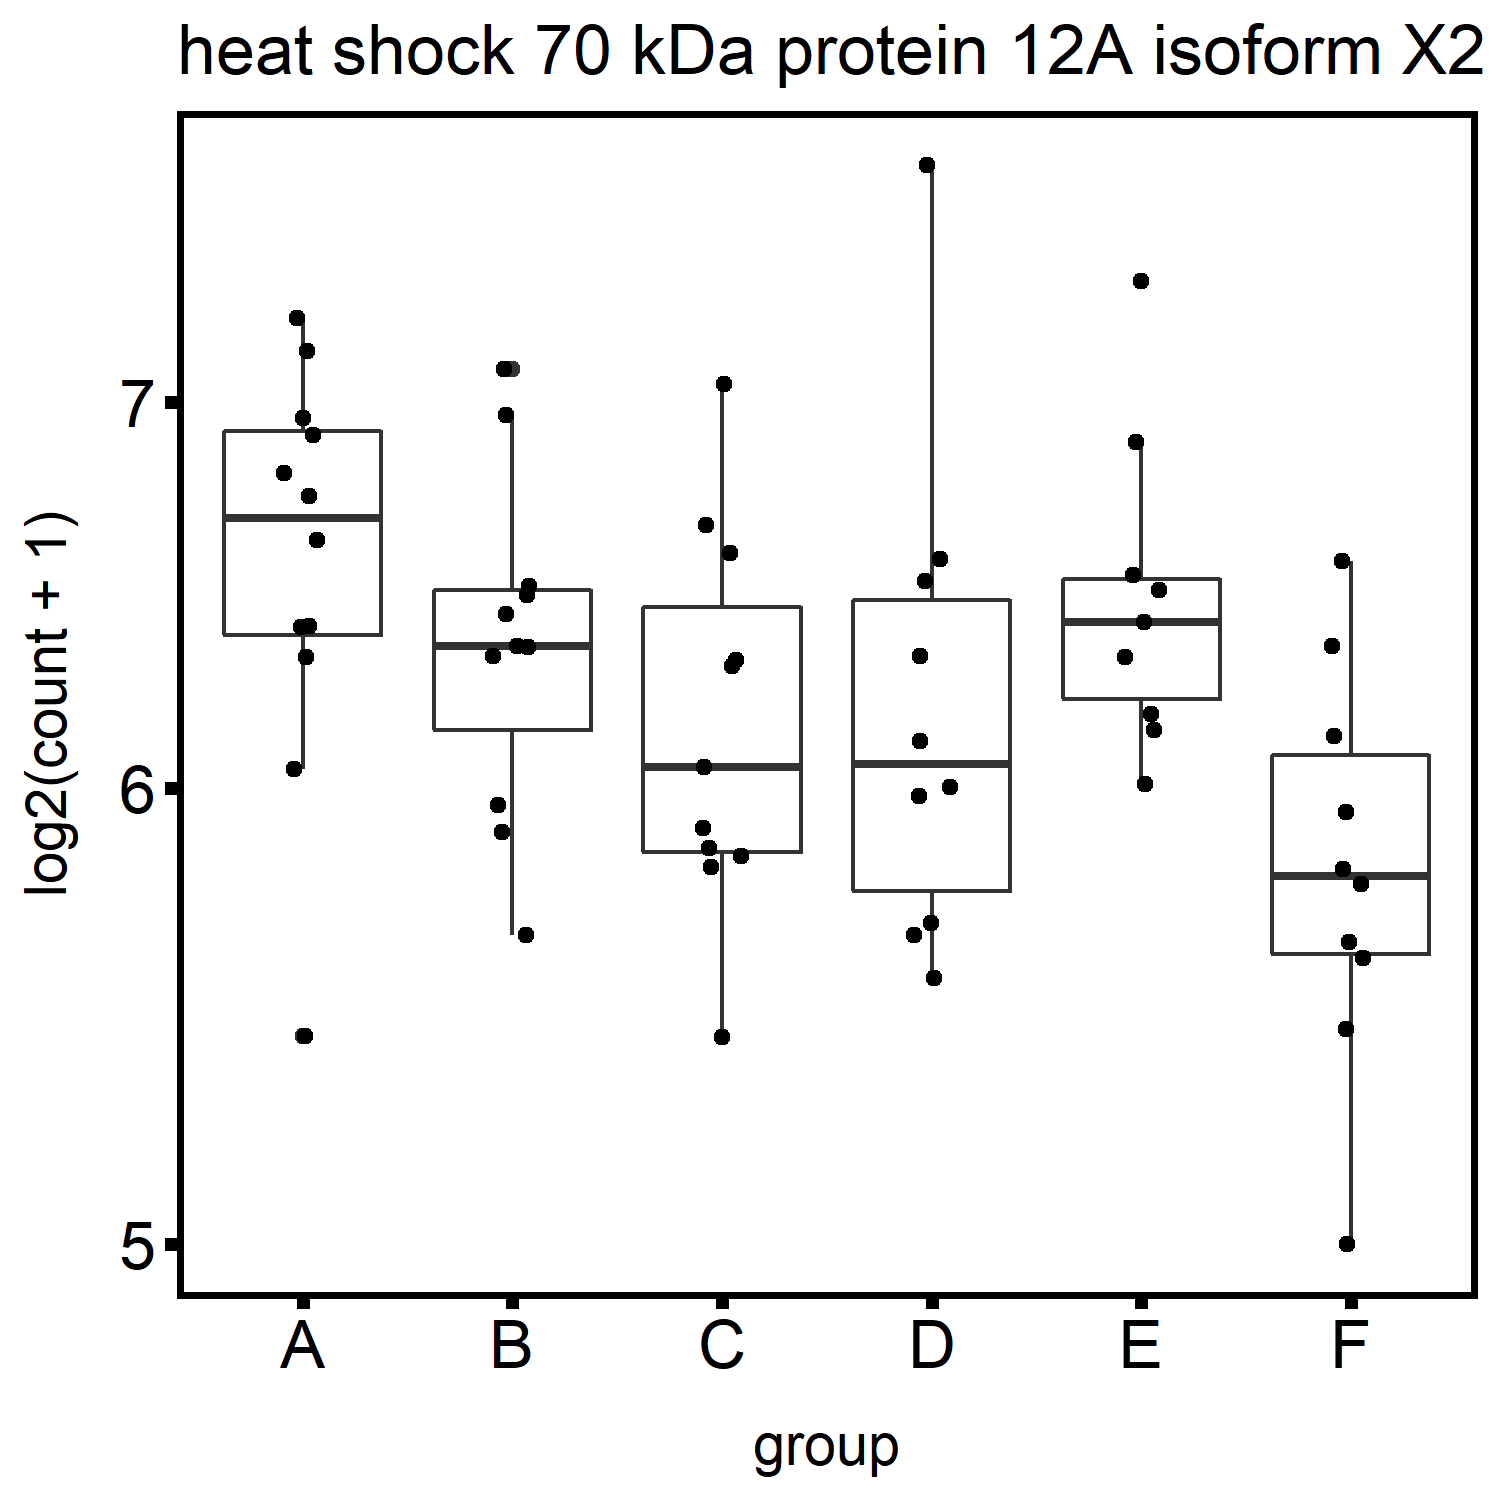 heat shock 70 kDa protein 12A isoform X2
log2(count + 1)
7
6
5
A B C D E F
group